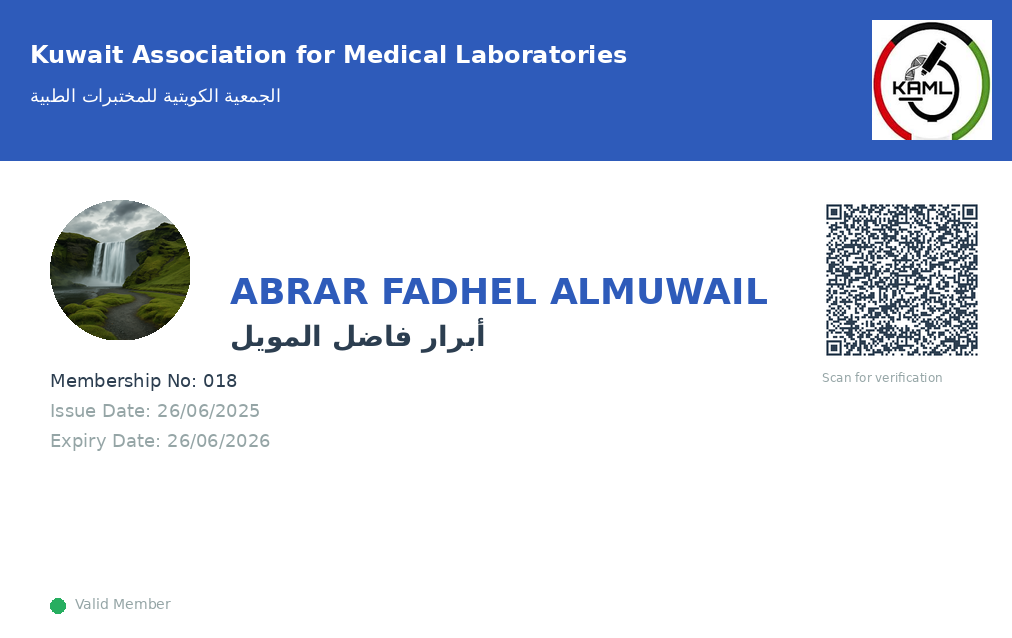 Kuwait Association for Medical Laboratories
الجمعية الكويتية للمختبرات الطبية
KAML
ABRAR FADHEL ALMUWAIL
أبرار فاضل المويل
Membership No: 018
Issue Date: 26/06/2025
Expiry Date: 26/06/2026
Scan for verification
Valid Member